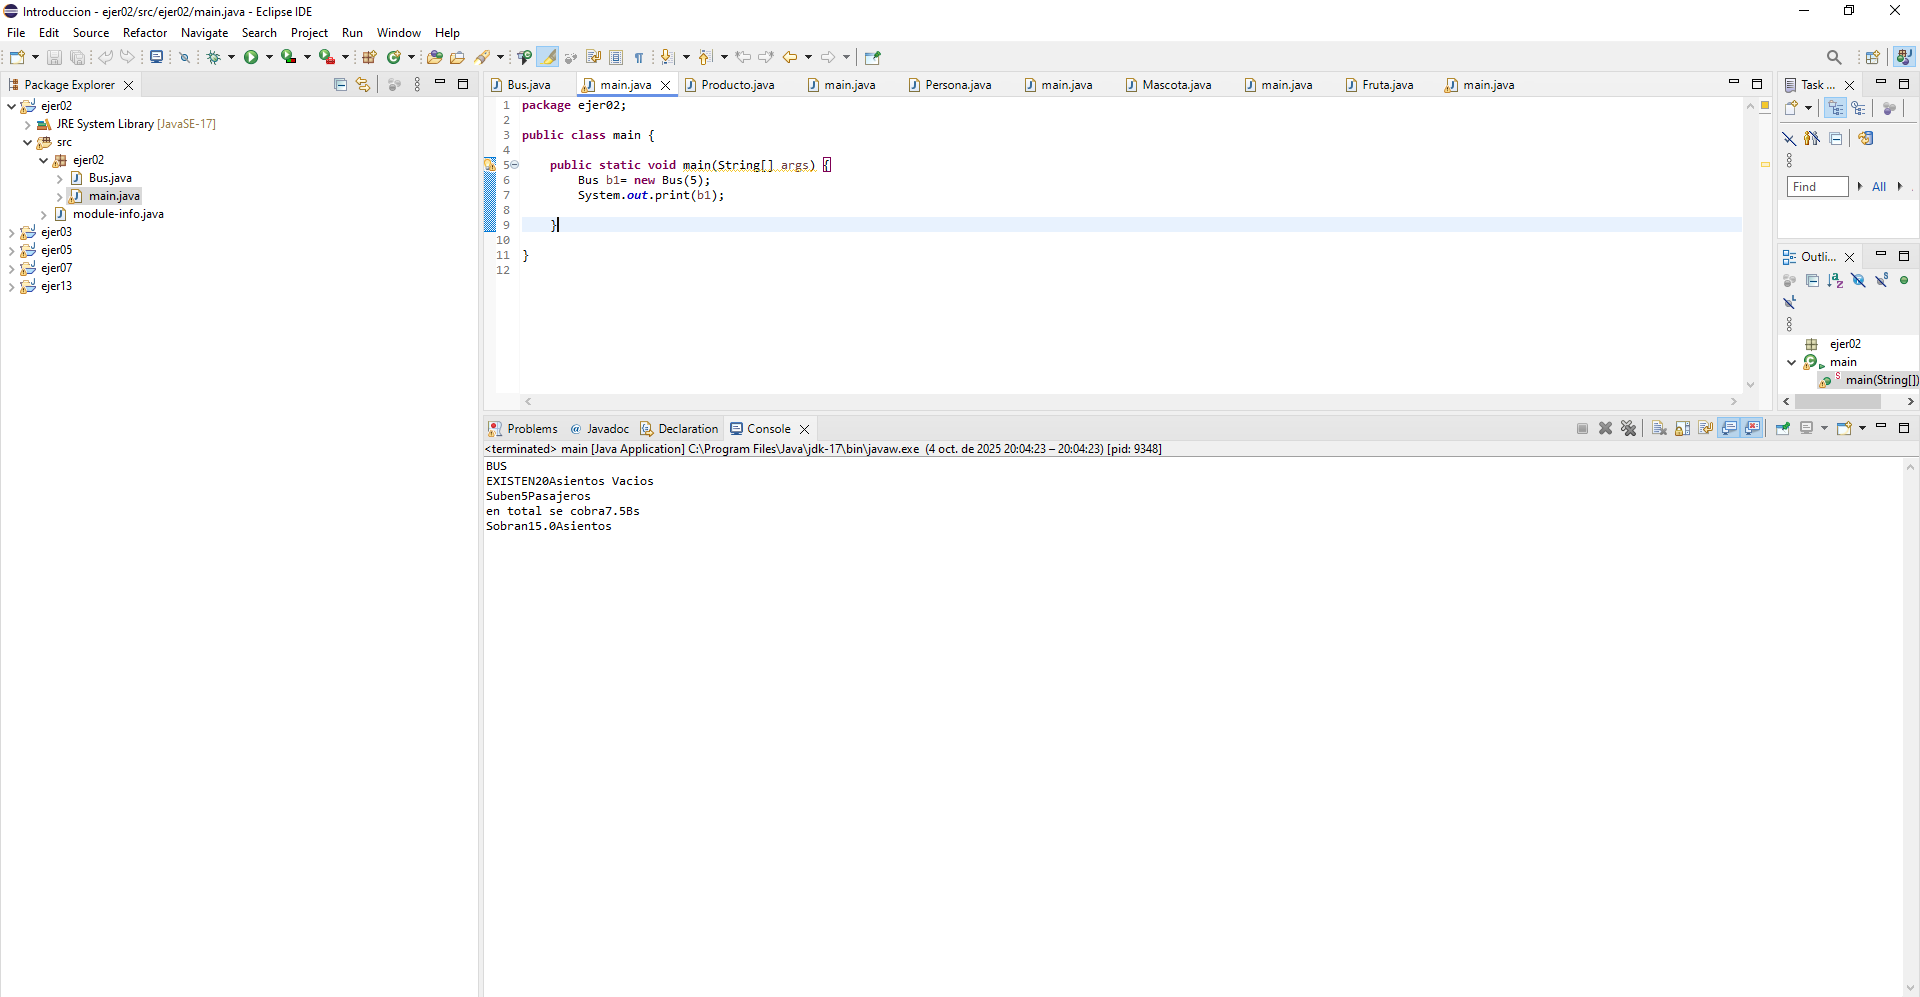 Introduccion - ejer02/src/ejer02/main.java - Eclipse IDE
File Edit Source Refactor Navigate Search Project Run Window Help
Package Explorer
ejer02
JRE System Library [JavaSE-17]
src
ejer02
Bus.java
main.java
module-info.java
ejer03
ejer05
ejer07
ejer13
Bus.java main.java Producto.java main.java Persona.java main.java Mascota.java main.java Fruta.java main.java
1 package ejer02;
2
3 public class main {
4
5 public static void main(String[] args) {
6 Bus b1= new Bus(5);
7 System.out.print(b1);
8
9 }
10
11 }
12
Problems @ Javadoc Declaration Console
<terminated> main [Java Application] C:\Program Files\Java\jdk-17\bin\javaw.exe (4 oct. de 2025 20:04:23 – 20:04:23) [pid: 9348]
BUS
EXISTEN20Asientos Vacios
Suben5Pasajeros
en total se cobra7.5Bs
Sobran15.0Asientos
Task ...
Find All
Outli...
ejer02
main
main(String[])